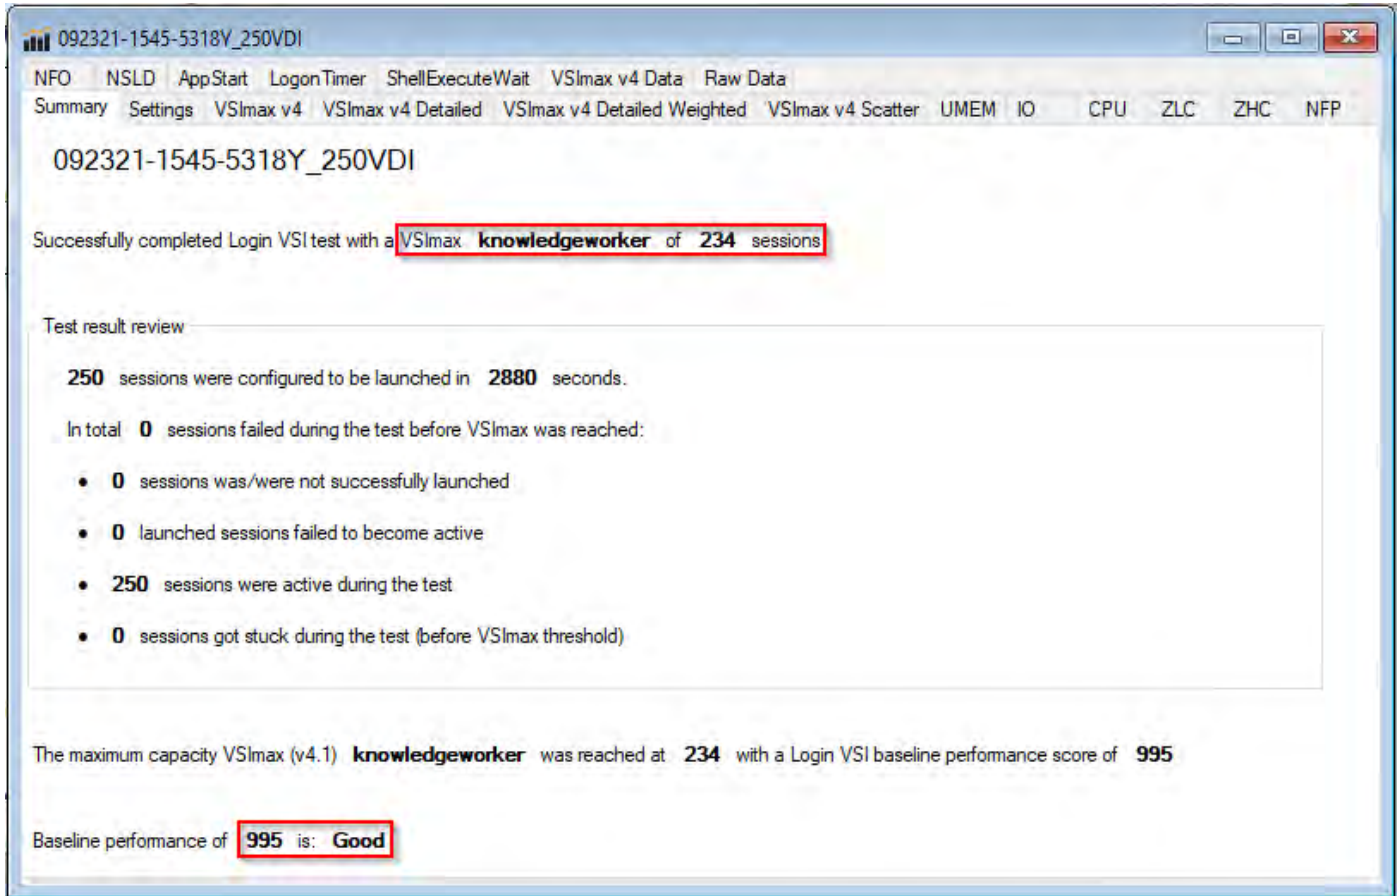 092321-1545-5318Y_250VDI
NFO NSLD AppStart LogonTimer ShellExecuteWait VSImax v4 Data Raw Data
Summary Settings VSImax v4 VSImax v4 Detailed VSImax v4 Detailed Weighted VSImax v4 Scatter UMEM IO CPU ZLC ZHC NFP
092321-1545-5318Y_250VDI
Successfully completed Login VSI test with a VSImax knowledgeworker of 234 sessions
Test result review
250 sessions were configured to be launched in 2880 seconds.
In total 0 sessions failed during the test before VSImax was reached:
• 0 sessions was/were not successfully launched
• 0 launched sessions failed to become active
• 250 sessions were active during the test
• 0 sessions got stuck during the test (before VSImax threshold)
The maximum capacity VSImax (v4.1) knowledgeworker was reached at 234 with a Login VSI baseline performance score of 995
Baseline performance of 995 is: Good